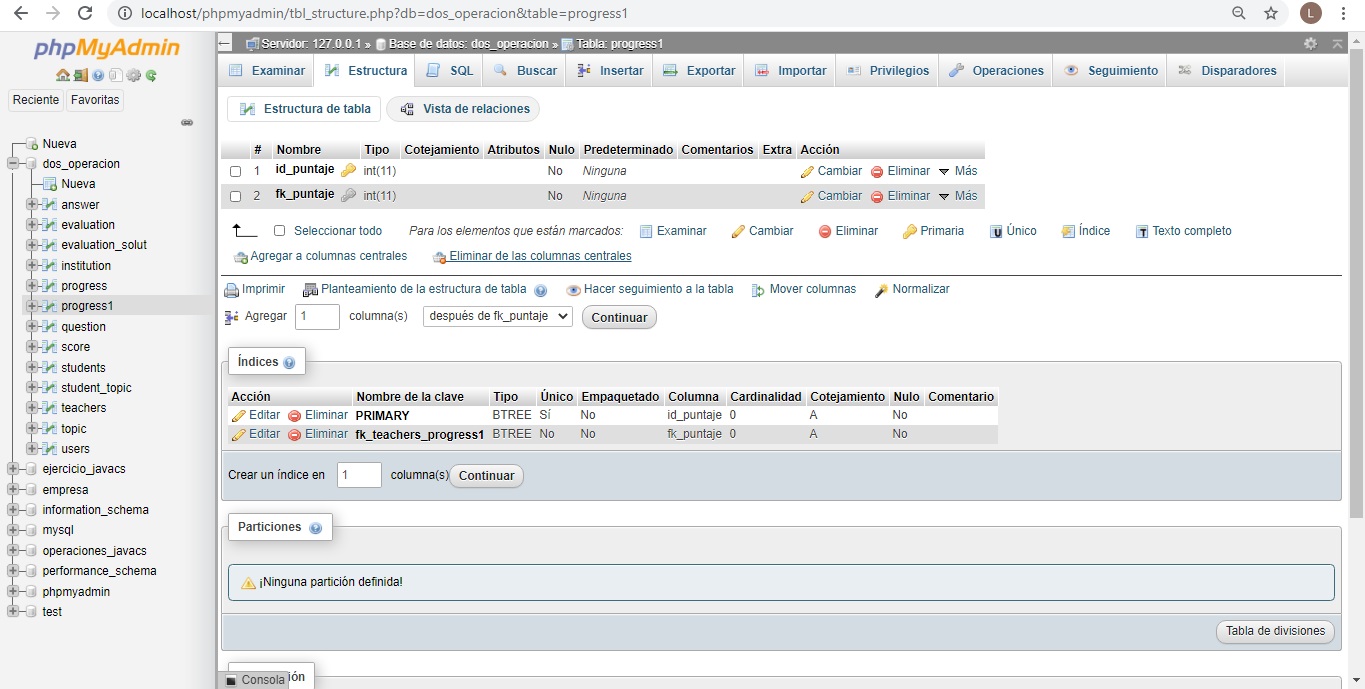 localhost/phpmyadmin/tbl_structure.php?db=dos_operacion&table=progress1
L
phpMyAdmin
Reciente Favoritas
Nueva
dos_operacion
Nueva
answer
evaluation
evaluation_solut
institution
progress
progress1
question
score
students
student_topic
teachers
topic
users
ejercicio_javacs
empresa
information_schema
mysql
operaciones_javacs
performance_schema
phpmyadmin
test
Servidor: 127.0.0.1 » Base de datos: dos_operacion » Tabla: progress1
Examinar Estructura SQL Buscar Insertar Exportar Importar Privilegios Operaciones Seguimiento Disparadores
Estructura de tabla Vista de relaciones
# Nombre Tipo Cotejamiento Atributos Nulo Predeterminado Comentarios Extra Acción
1 id_puntaje int(11) No Ninguna Cambiar Eliminar Más
2 fk_puntaje int(11) No Ninguna Cambiar Eliminar Más
Seleccionar todo Para los elementos que están marcados: Examinar Cambiar Eliminar Primaria Único Índice Texto completo
Agregar a columnas centrales Eliminar de las columnas centrales
Imprimir Planteamiento de la estructura de tabla Hacer seguimiento a la tabla Mover columnas Normalizar
Agregar 1 columna(s) después de fk_puntaje Continuar
Índices
Acción Nombre de la clave Tipo Único Empaquetado Columna Cardinalidad Cotejamiento Nulo Comentario
Editar Eliminar PRIMARY BTREE Sí No id_puntaje 0 A No
Editar Eliminar fk_teachers_progress1 BTREE No No fk_puntaje 0 A No
Crear un índice en 1 columna(s) Continuar
Particiones
¡Ninguna partición definida!
Tabla de divisiones
Consola ión